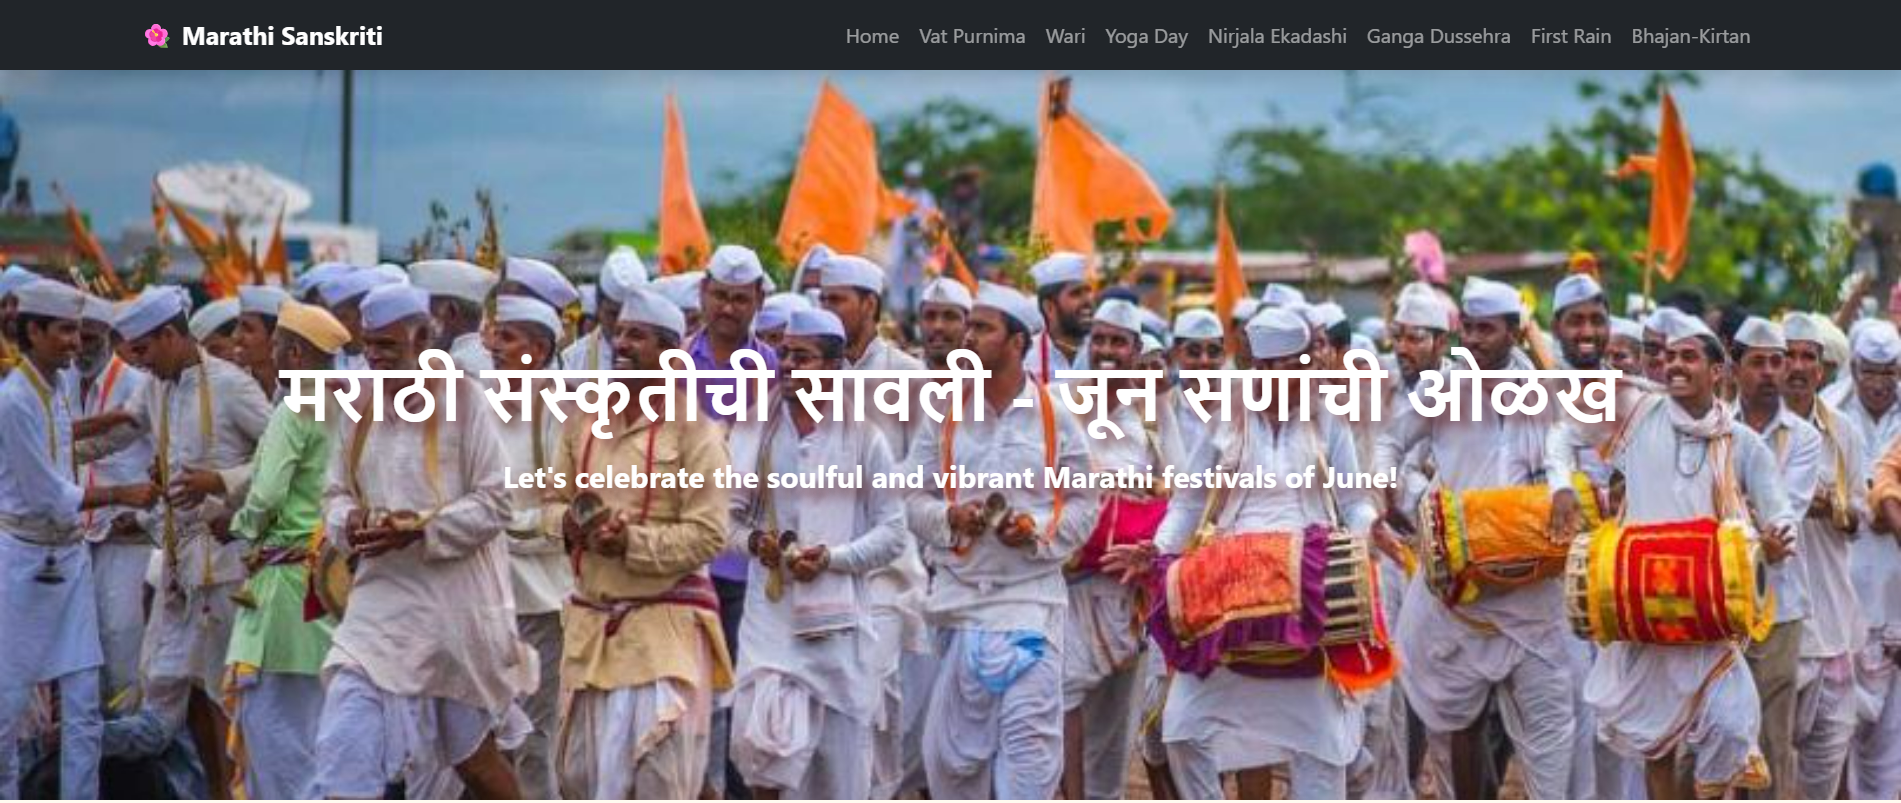 Marathi Sanskriti
Home Vat Purnima Wari Yoga Day Nirjala Ekadashi Ganga Dussehra First Rain Bhajan-Kirtan
मराठी संस्कृतीची सावली - जून सणांची ओळख
Let's celebrate the soulful and vibrant Marathi festivals of June!